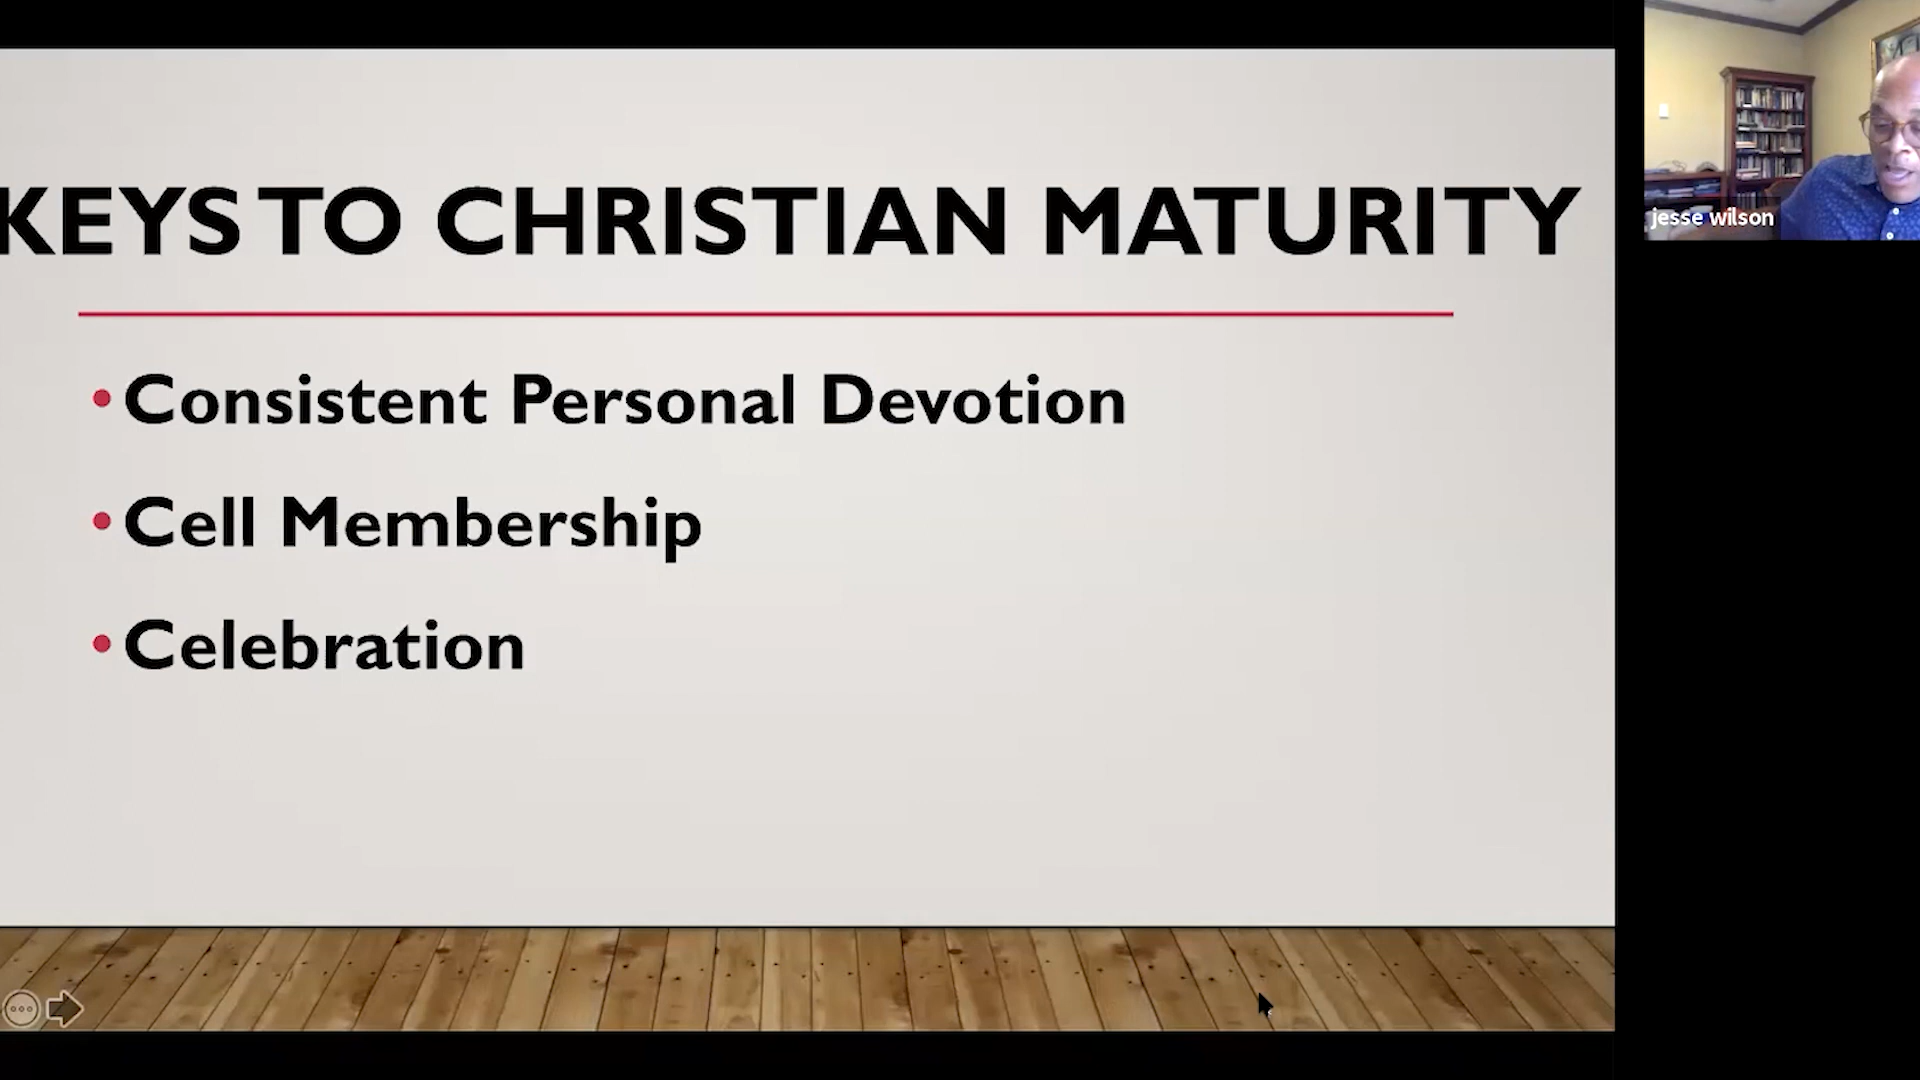 KEYS TO CHRISTIAN MATURITY
• Consistent Personal Devotion
• Cell Membership
• Celebration
jesse wilson